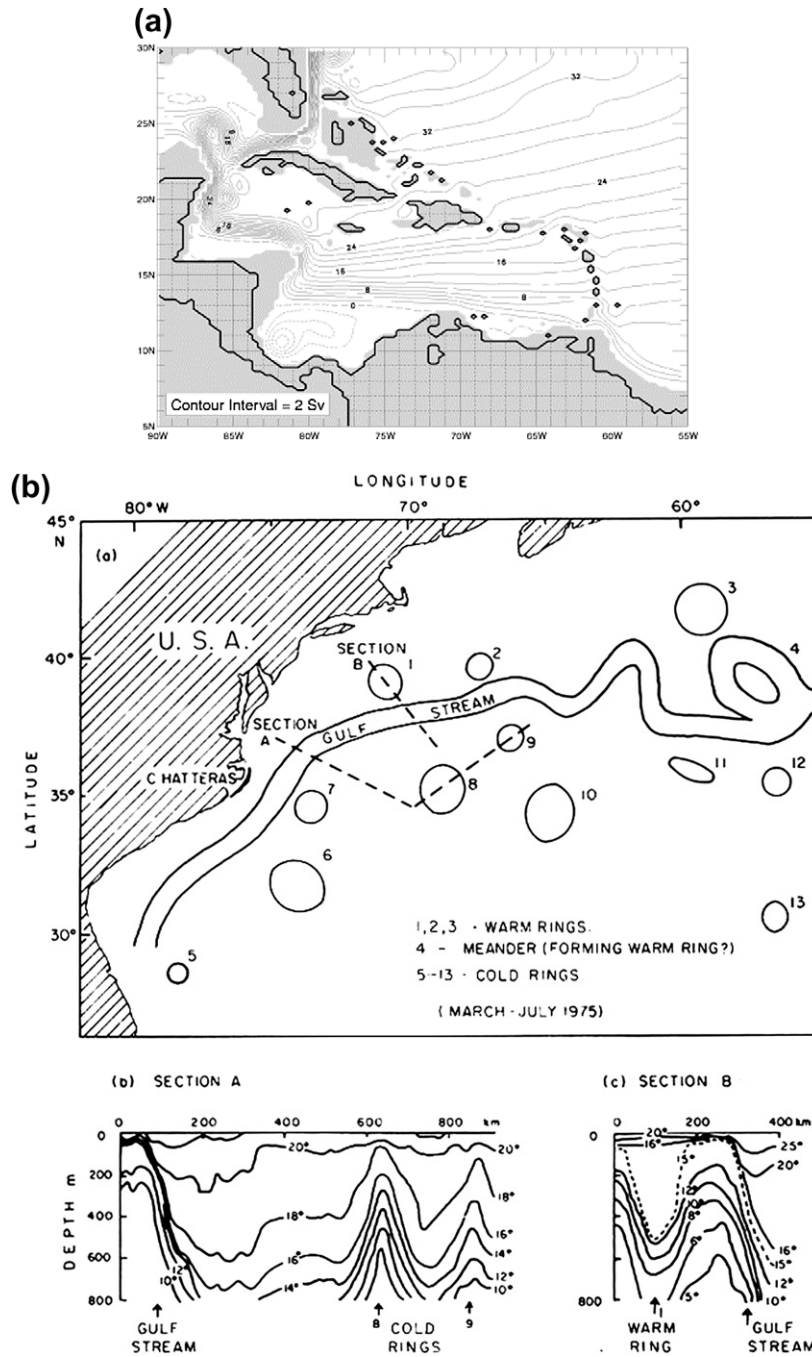 (a)
30N
32
25N
32
24
20N
24
15N
16
16
8
8
0
10N
Contour Interval = 2 Sv
5N
90W 85W 80W 75W 70W 65W 60W 55W
(b)
LONGITUDE
80°W 70° 60°
45°
N
(a)
3
U. S. A.
SECTION
B
1
2
4
40°
SECTION
A
GULF STREAM
9
C HATTERAS
8
11
12
LATITUDE
35°
7
10
6
1,2,3 - WARM RINGS.
13
4 - MEANDER (FORMING WARM RING?)
30°
5
5-13 - COLD RINGS
(MARCH - JULY 1975)
(b) SECTION A
(c) SECTION B
0 200 400 600 800 km
0 200 400 km
0
20°
20°
200
18°
400
18°
16°
16°
14°
600
12°
10°
14°
12°
10°
800
DEPTH m
GULF STREAM
8
COLD RINGS
9
0
20°
16°
15°
25°
20°
12°
10°
8°
6°
16°
15°
12°
10°
5°
800
1
WARM RING
GULF STREAM